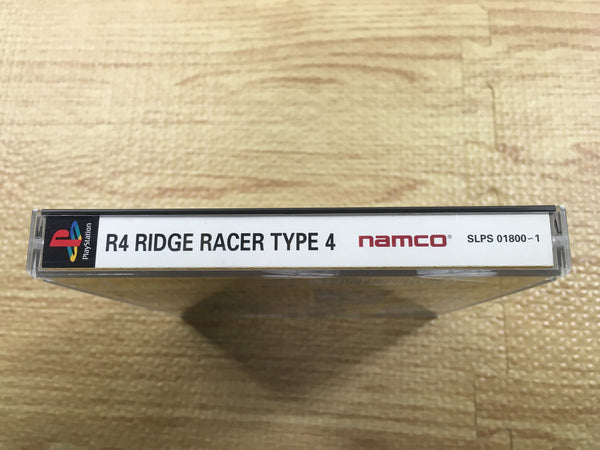 PlayStation
R4 RIDGE RACER TYPE 4
namco®
SLPS 01800~1